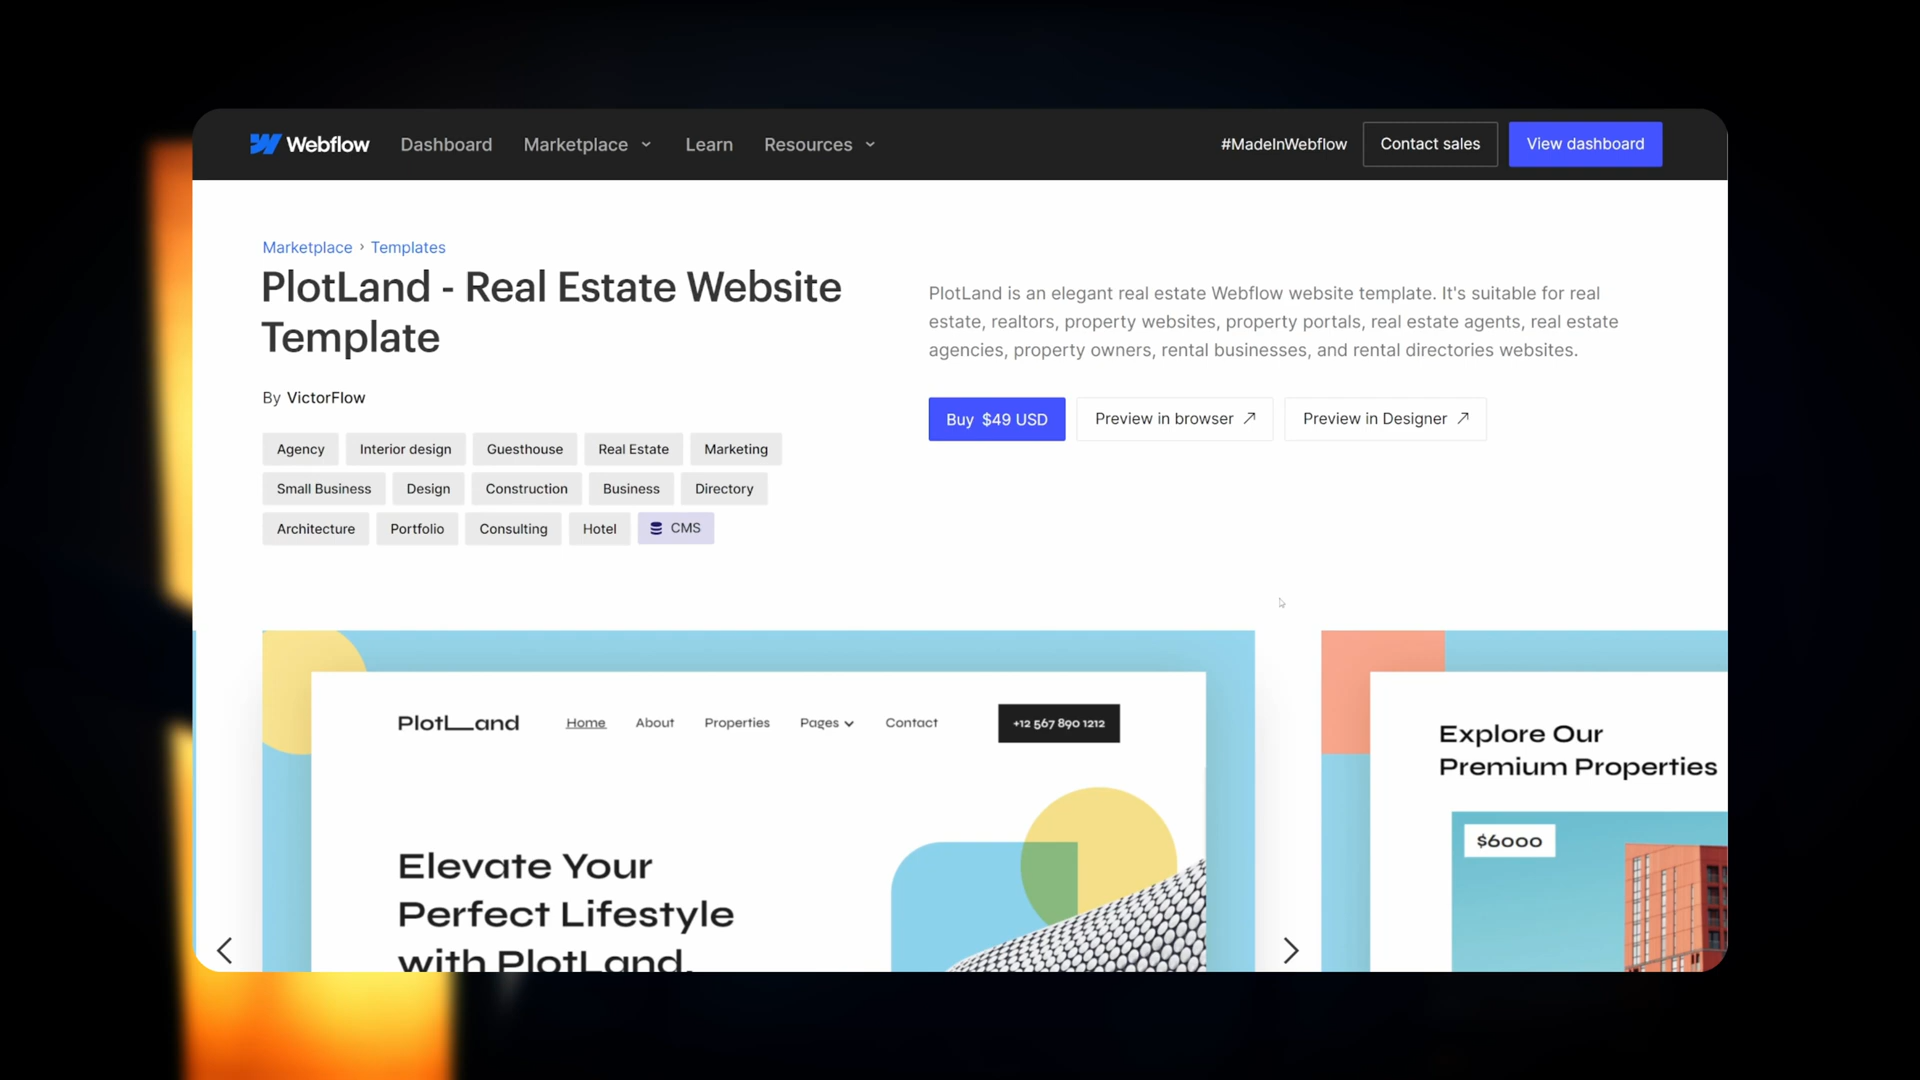 Webflow Dashboard Marketplace Learn Resources #MadeInWebflow Contact sales View dashboard
Marketplace › Templates
PlotLand - Real Estate Website
Template
By VictorFlow
Agency Interior design Guesthouse Real Estate Marketing
Small Business Design Construction Business Directory
Architecture Portfolio Consulting Hotel CMS
PlotLand is an elegant real estate Webflow website template. It's suitable for real
estate, realtors, property websites, property portals, real estate agents, real estate
agencies, property owners, rental businesses, and rental directories websites.
Buy $49 USD Preview in browser Preview in Designer
PlotLand Home About Properties Pages Contact +12 567 890 1212
Elevate Your
Perfect Lifestyle
with PlotLand.
Explore Our
Premium Properties
$6000